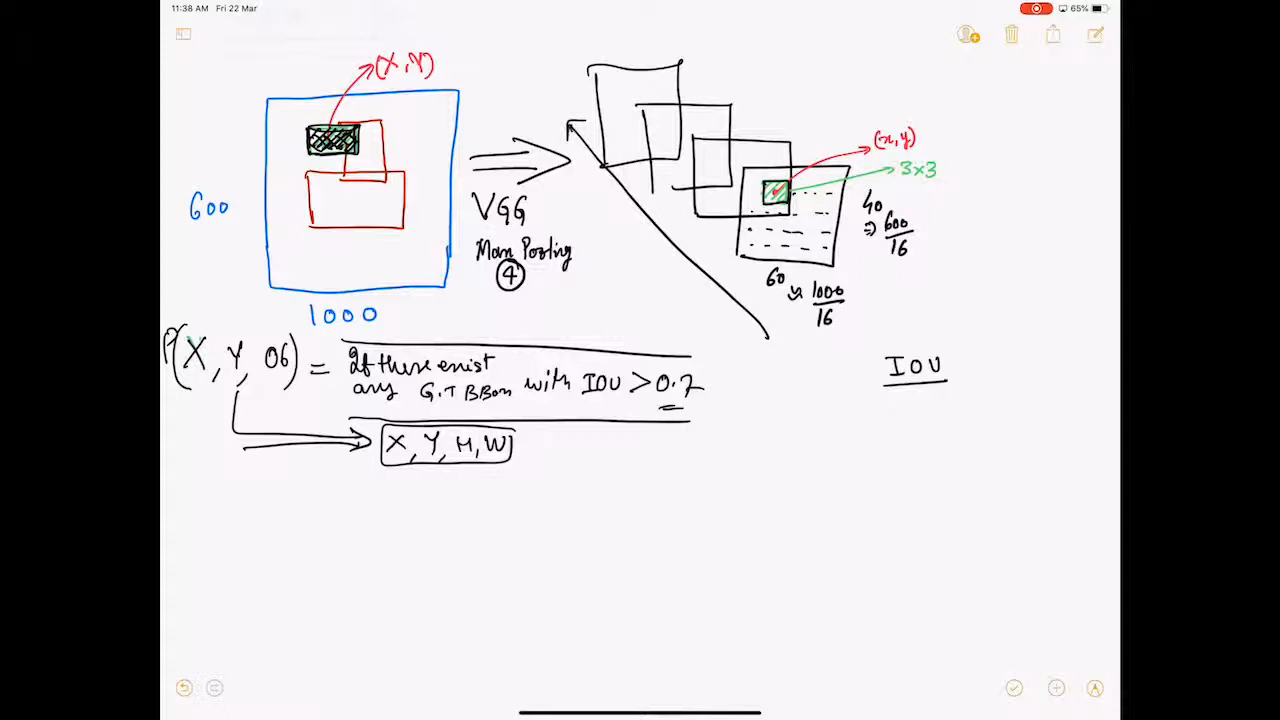 11:38 AM Fri 22 Mar
65%
(X, Y)
600
1000
VGG
Max Pooling
4
(x, y)
3x3
40
⇒ 600/16
60
1000/16
P(X, Y, OG) = If there exist
any G.T BBox with IOU > 0.7
X, Y, H, W
IOU